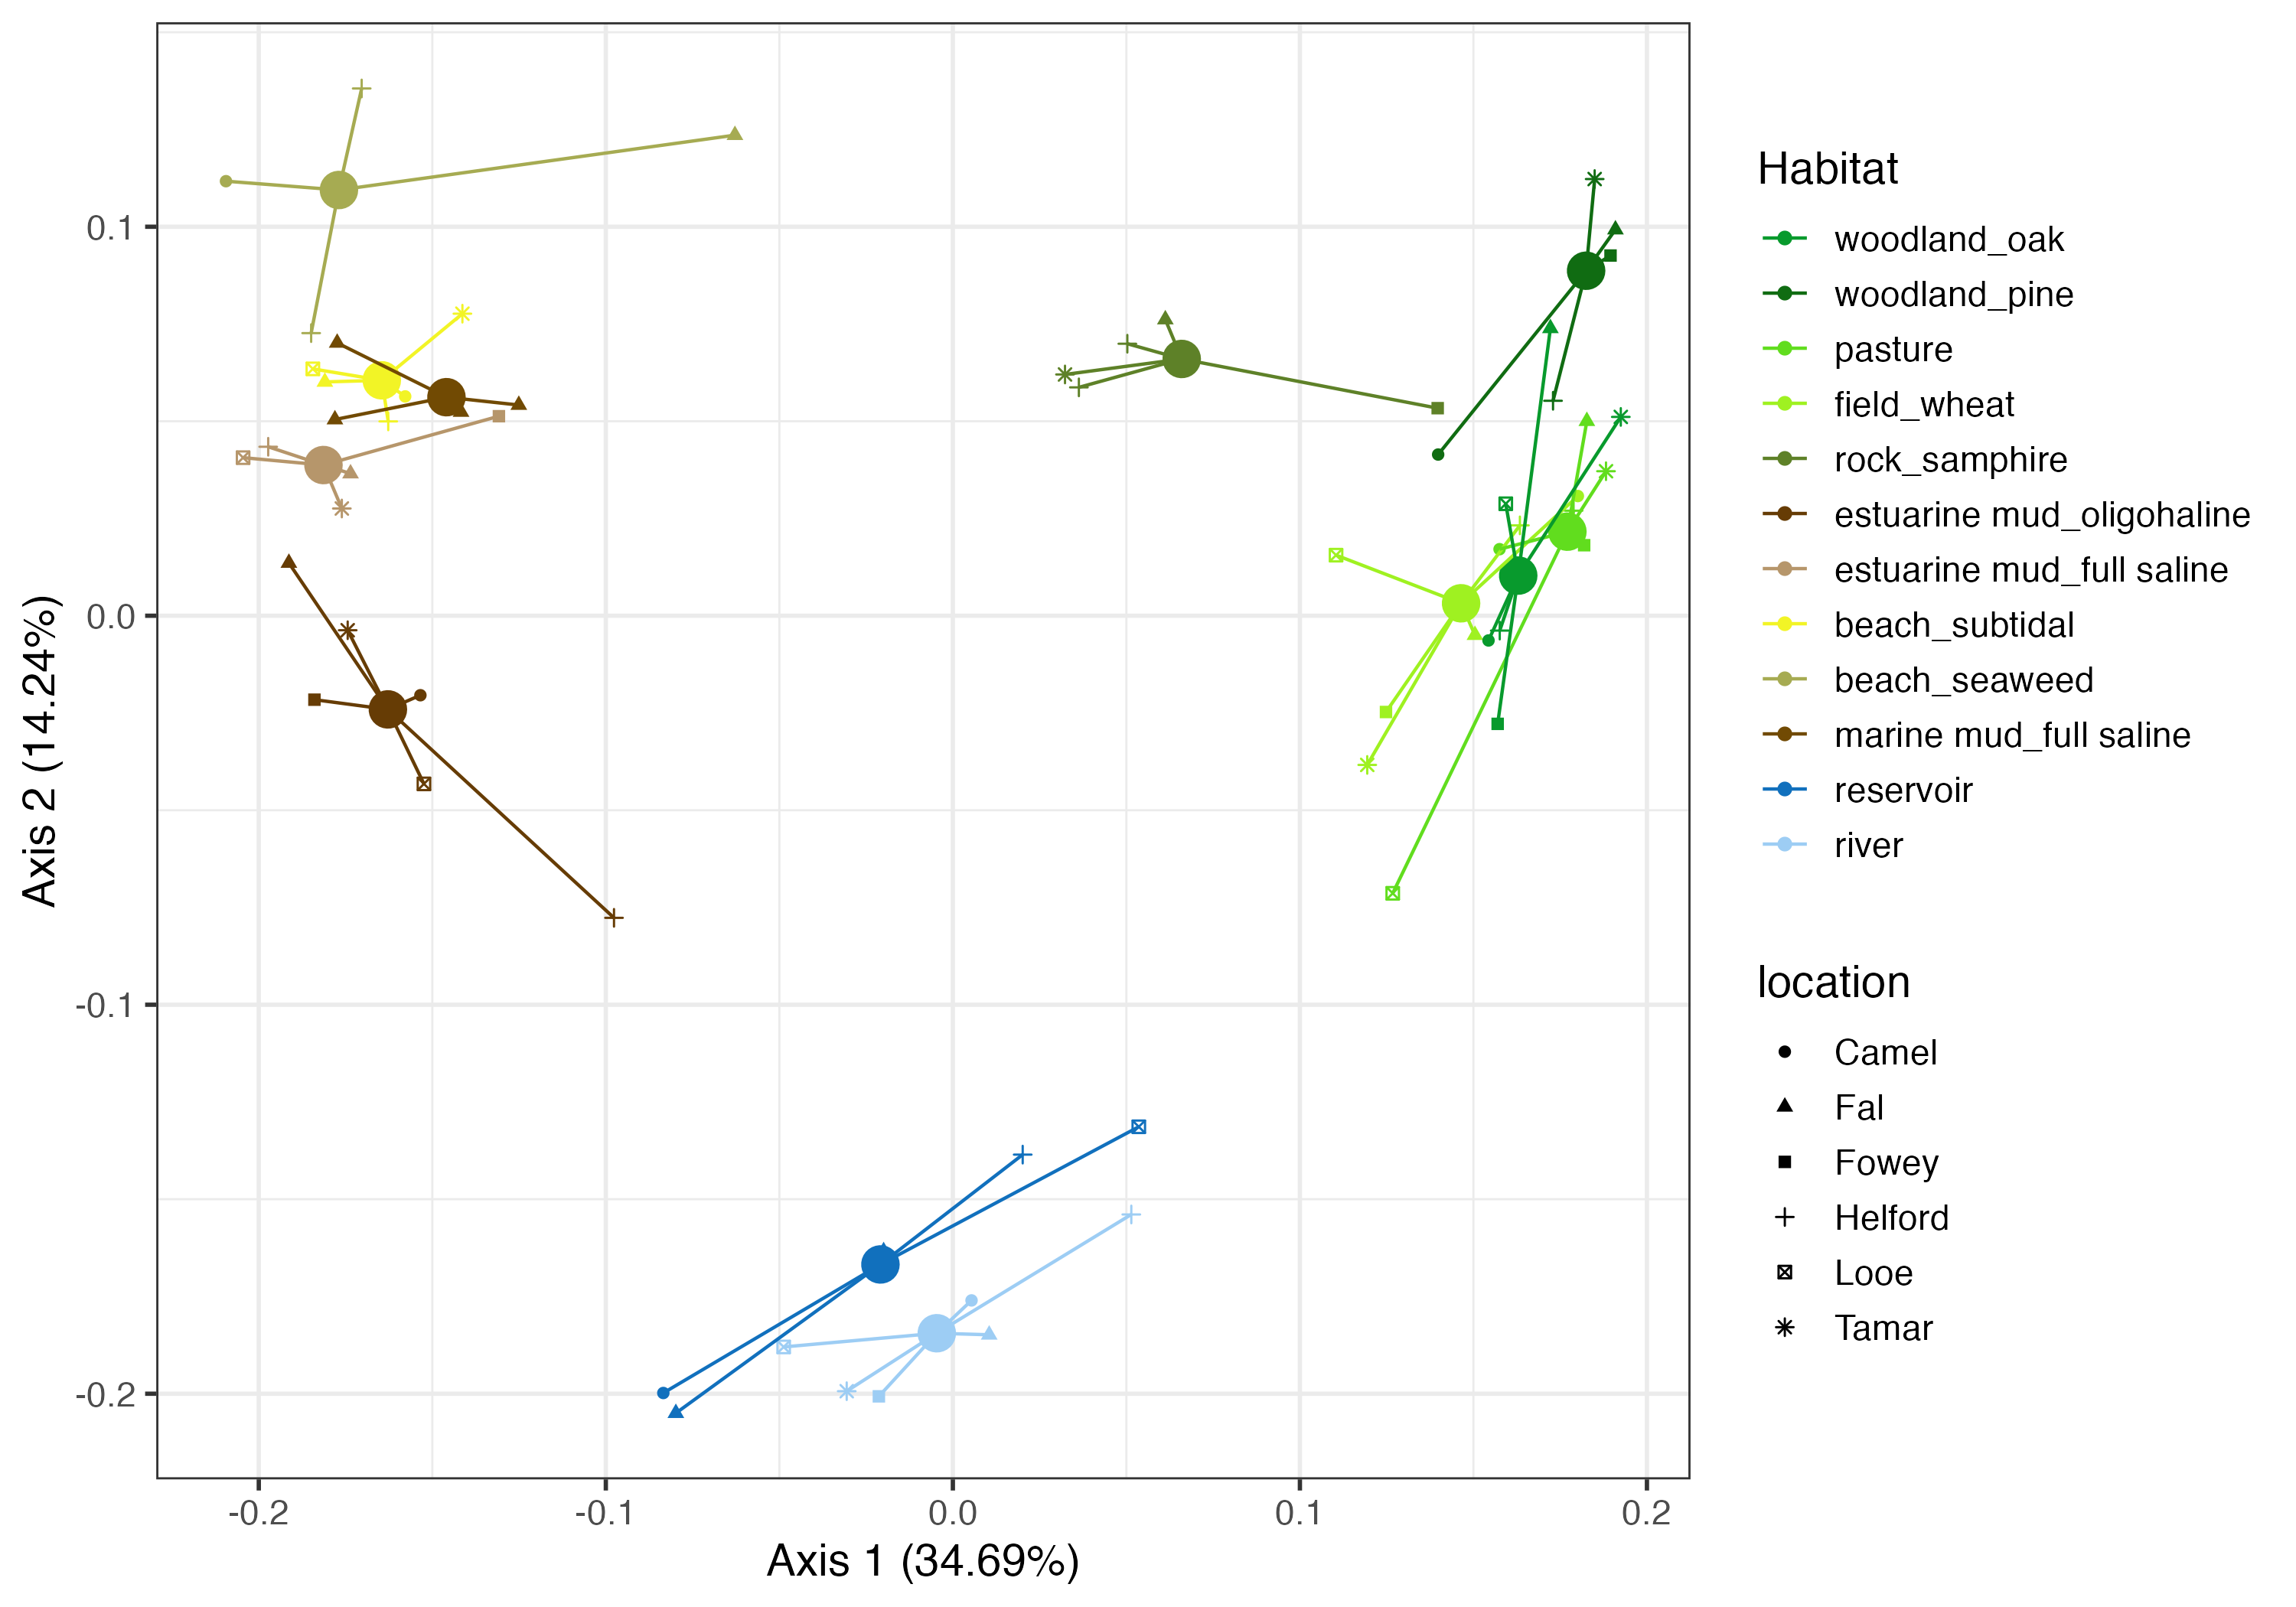 0.1
0.0
-0.1
-0.2
Axis 2 (14.24%)
-0.2
-0.1
0.0
0.1
0.2
Axis 1 (34.69%)
Habitat
woodland_oak
woodland_pine
pasture
field_wheat
rock_samphire
estuarine mud_oligohaline
estuarine mud_full saline
beach_subtidal
beach_seaweed
marine mud_full saline
reservoir
river
location
Camel
Fal
Fowey
Helford
Looe
Tamar